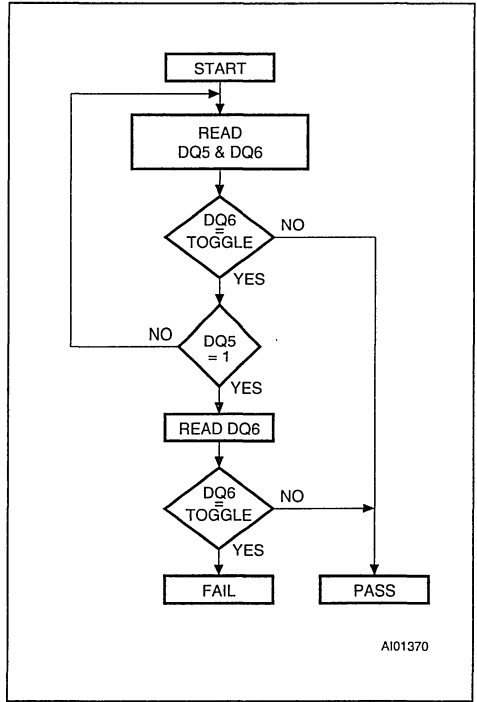 START
READ
DQ5 & DQ6
DQ6
=
TOGGLE
NO
YES
NO
DQ5
= 1
YES
READ DQ6
DQ6
=
TOGGLE
NO
YES
FAIL
PASS
AI01370